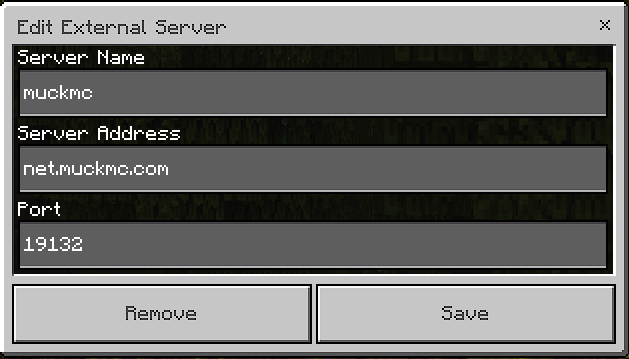 Edit External Server
×
Server Name
muckmc
Server Address
net.muckmc.com
Port
19132
Remove
Save